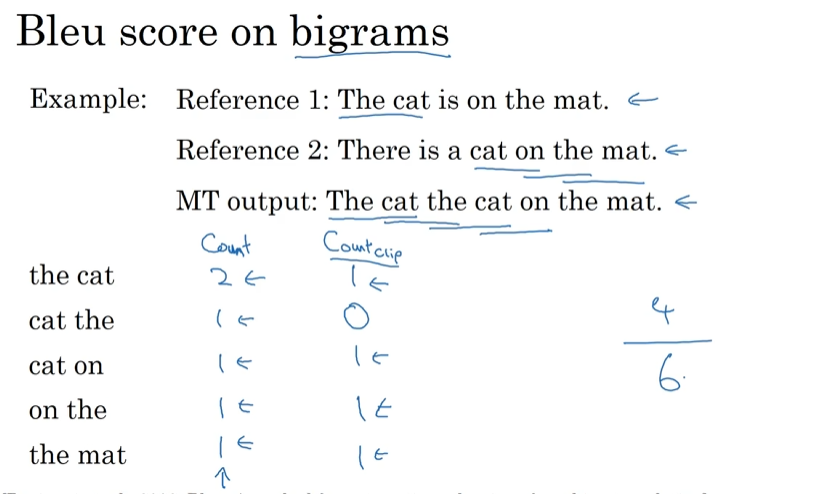 Bleu score on bigrams
Example: Reference 1: The cat is on the mat. ←
Reference 2: There is a cat on the mat. ←
MT output: The cat the cat on the mat. ←
Count Count clip
the cat 2 ← 1 ←
cat the 1 ← 0
cat on 1 ← 1 ←
on the 1 ← 1 ←
the mat 1 ← 1 ←
↑
4
6